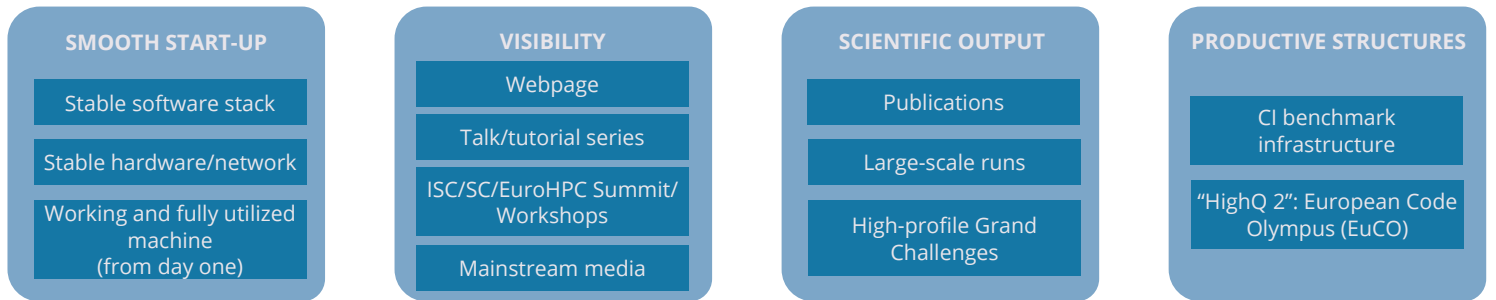 SMOOTH START-UP
Stable software stack
Stable hardware/network
Working and fully utilized
machine
(from day one)
VISIBILITY
Webpage
Talk/tutorial series
ISC/SC/EuroHPC Summit/
Workshops
Mainstream media
SCIENTIFIC OUTPUT
Publications
Large-scale runs
High-profile Grand
Challenges
PRODUCTIVE STRUCTURES
CI benchmark
infrastructure
“HighQ 2”: European Code
Olympus (EuCO)